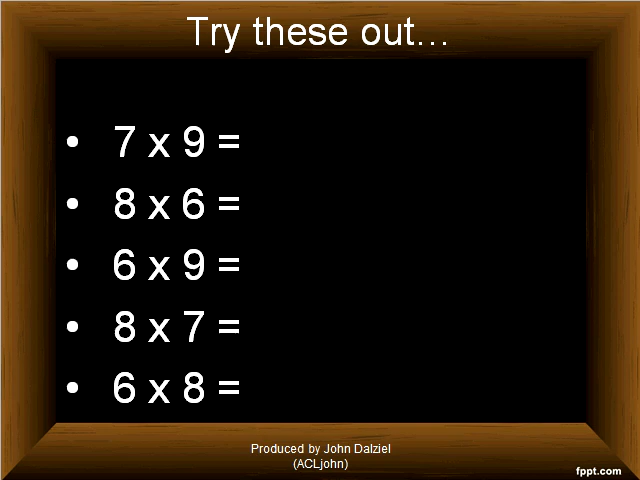 Try these out...
• 7 x 9 =
• 8 x 6 =
• 6 x 9 =
• 8 x 7 =
• 6 x 8 =
Produced by John Dalziel
(ACLjohn)
fppt.com